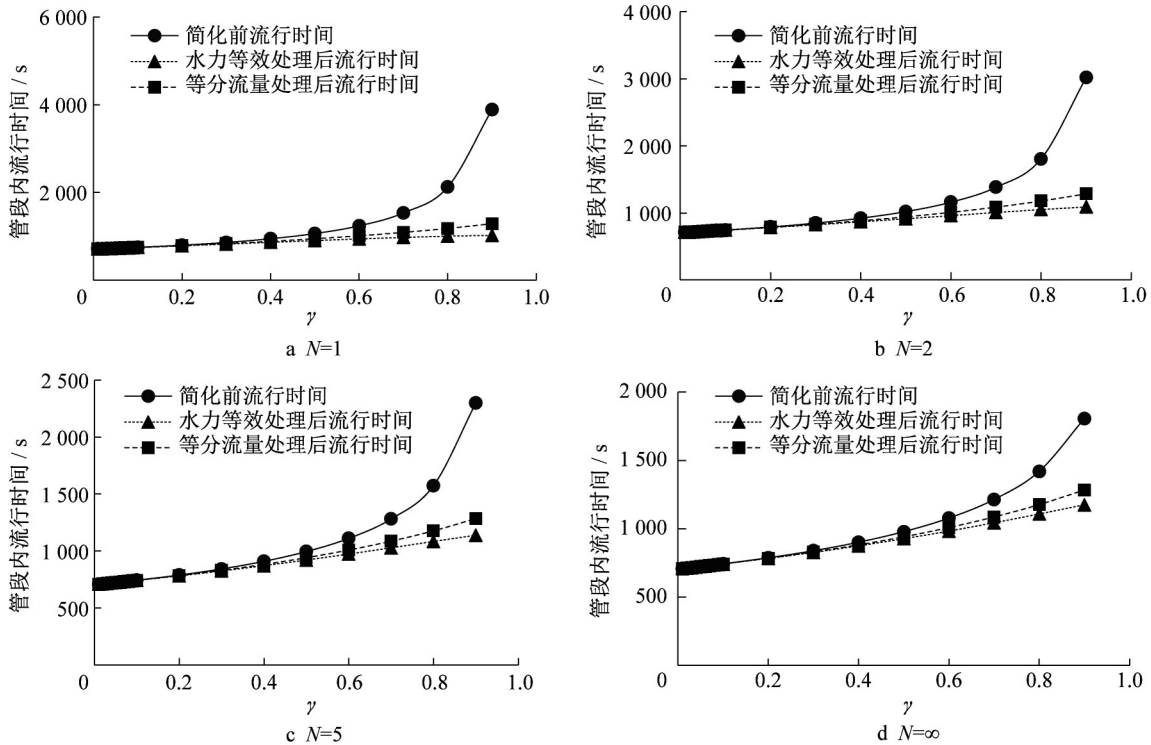 6 000
4 000
2 000
管段内流行时间 / s
简化前流行时间
水力等效处理后流行时间
等分流量处理后流行时间
0 0.2 0.4 0.6 0.8 1.0
γ
a N=1
4 000
3 000
2 000
1 000
管段内流行时间 / s
简化前流行时间
水力等效处理后流行时间
等分流量处理后流行时间
0 0.2 0.4 0.6 0.8 1.0
γ
b N=2
2 500
2 000
1 500
1 000
500
管段内流行时间 / s
简化前流行时间
水力等效处理后流行时间
等分流量处理后流行时间
0 0.2 0.4 0.6 0.8 1.0
γ
c N=5
2 000
1 500
1 000
500
管段内流行时间 / s
简化前流行时间
水力等效处理后流行时间
等分流量处理后流行时间
0 0.2 0.4 0.6 0.8 1.0
γ
d N=∞